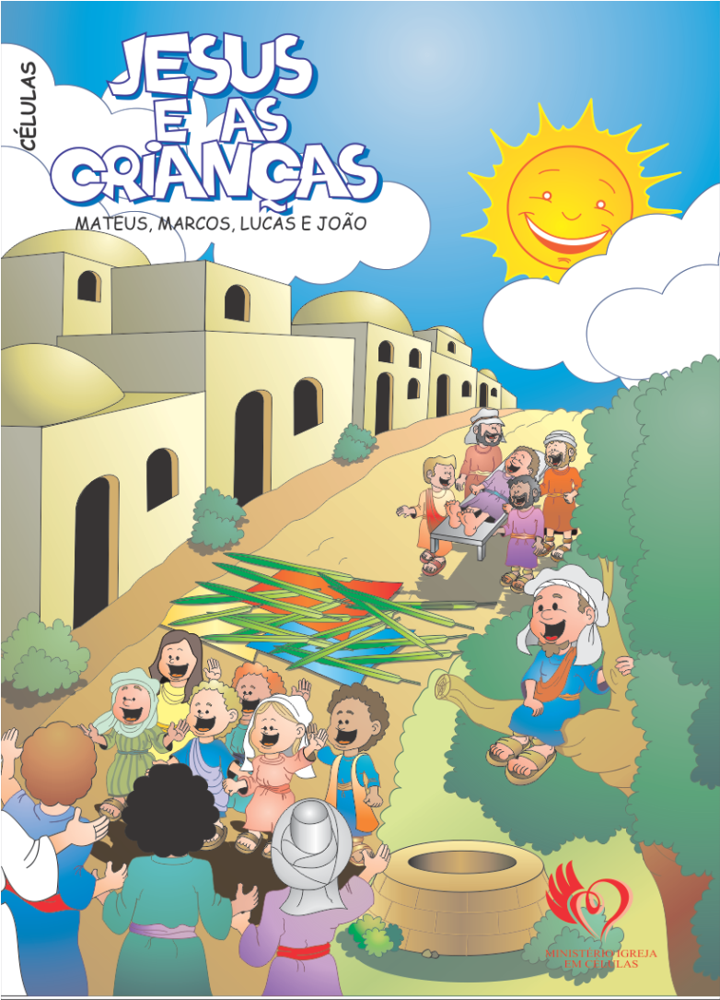 CÉLULAS
JESUS
E AS
CRIANÇAS
MATEUS, MARCOS, LUCAS E JOÃO
MINISTÉRIO IGREJA
EM CÉLULAS